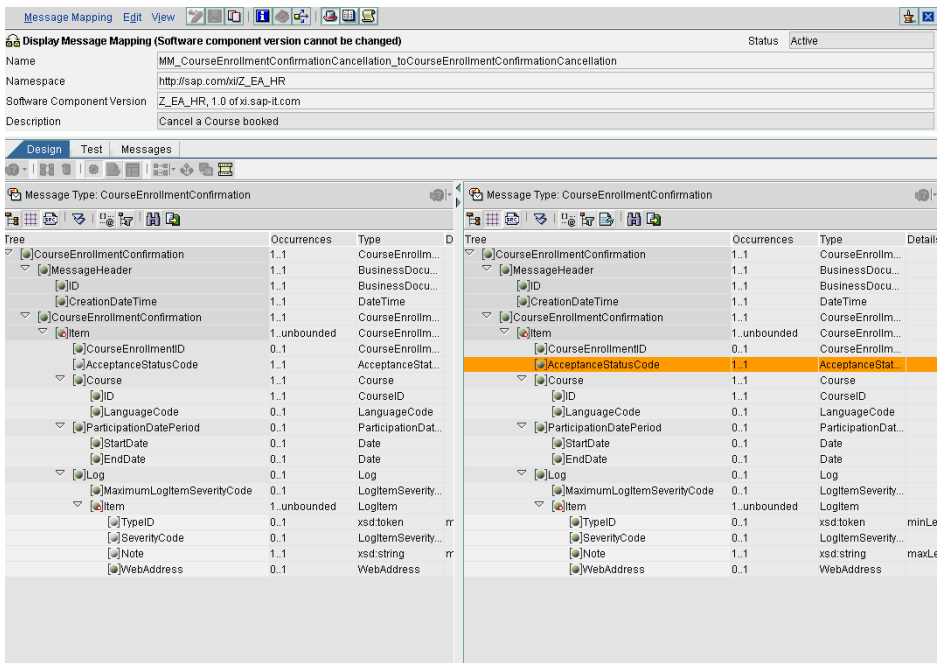 Message Mapping Edit View
Display Message Mapping (Software component version cannot be changed) Status Active
Name MM_CourseEnrollmentConfirmationCancellation_toCourseEnrollmentConfirmationCancellation
Namespace http://sap.com/xi/Z_EA_HR
Software Component Version Z_EA_HR, 1.0 of xi.sap-it.com
Description Cancel a Course booked
Design Test Messages
Message Type: CourseEnrollmentConfirmation Message Type: CourseEnrollmentConfirmation
Tree Occurrences Type D Tree Occurrences Type Details
CourseEnrollmentConfirmation 1..1 CourseEnrollm... CourseEnrollmentConfirmation 1..1 CourseEnrollm...
MessageHeader 1..1 BusinessDocu... MessageHeader 1..1 BusinessDocu...
ID 1..1 BusinessDocu... ID 1..1 BusinessDocu...
CreationDateTime 1..1 DateTime CreationDateTime 1..1 DateTime
CourseEnrollmentConfirmation 1..1 CourseEnrollm... CourseEnrollmentConfirmation 1..1 CourseEnrollm...
Item 1..unbounded CourseEnrollm... Item 1..unbounded CourseEnrollm...
CourseEnrollmentID 0..1 CourseEnrollm... CourseEnrollmentID 0..1 CourseEnrollm...
AcceptanceStatusCode 1..1 AcceptanceStat... AcceptanceStatusCode 1..1 AcceptanceStat...
Course 1..1 Course Course 1..1 Course
ID 1..1 CourseID ID 1..1 CourseID
LanguageCode 0..1 LanguageCode LanguageCode 0..1 LanguageCode
ParticipationDatePeriod 0..1 ParticipationDat... ParticipationDatePeriod 0..1 ParticipationDat...
StartDate 0..1 Date StartDate 0..1 Date
EndDate 0..1 Date EndDate 0..1 Date
Log 0..1 Log Log 0..1 Log
MaximumLogItemSeverityCode 0..1 LogItemSeverity... MaximumLogItemSeverityCode 0..1 LogItemSeverity...
Item 1..unbounded LogItem Item 1..unbounded LogItem
TypeID 0..1 xsd:token m TypeID 0..1 xsd:token minLe
SeverityCode 0..1 LogItemSeverity... SeverityCode 0..1 LogItemSeverity...
Note 1..1 xsd:string m Note 1..1 xsd:string maxLe
WebAddress 0..1 WebAddress WebAddress 0..1 WebAddress